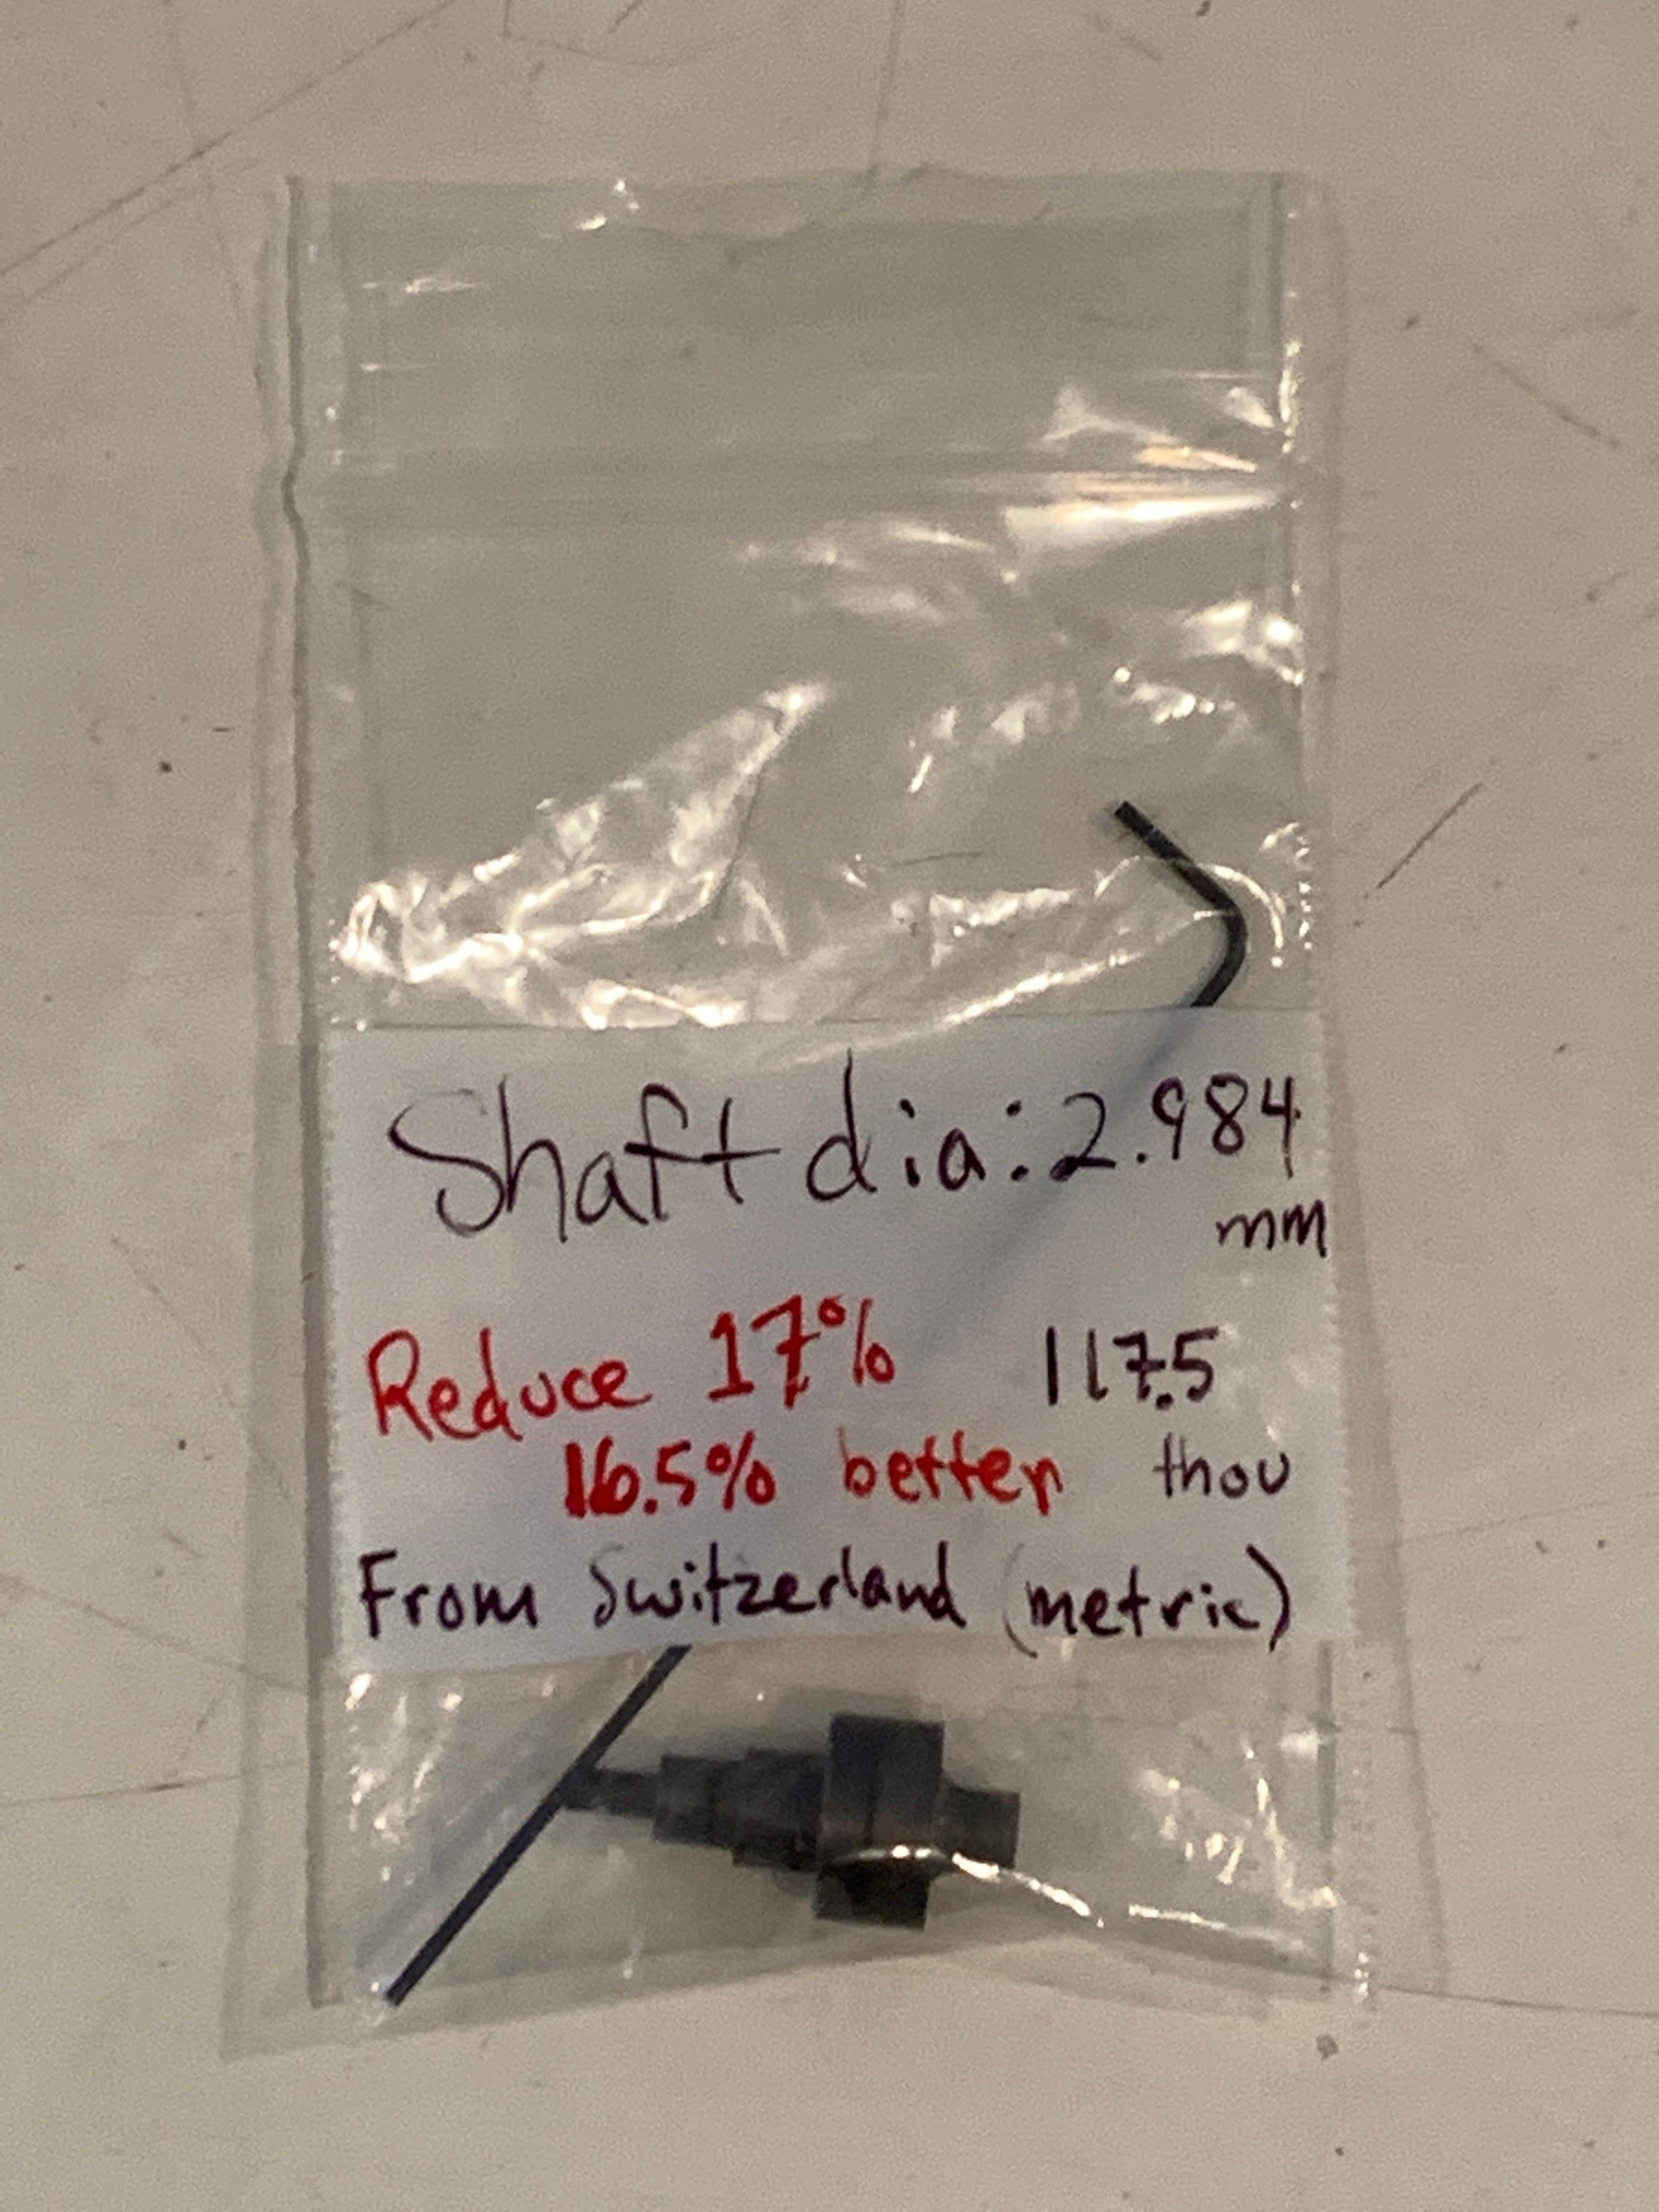 Shaft dia: 2.984
mm
Reduce 17% 117.5
16.5% better thou
From Switzerland (metric)